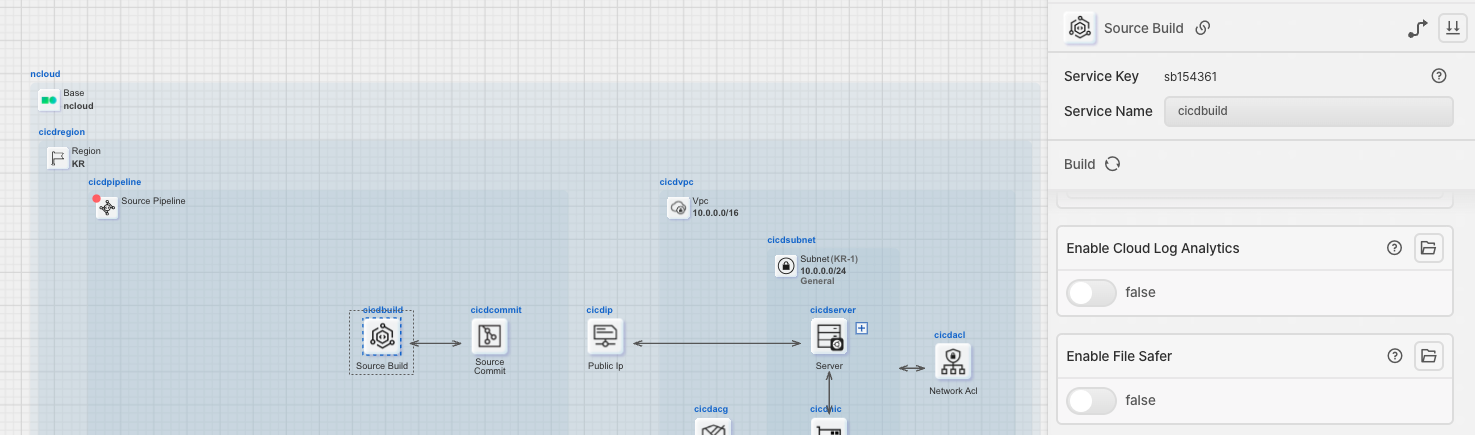 ncloud
Base
ncloud
cicdregion
Region
KR
cicdpipeline
Source Pipeline
cicdvpc
Vpc
10.0.0.0/16
cicdsubnet
Subnet (KR-1)
10.0.0.0/24
General
cicdbuild
Source Build
cicdcommit
Source
Commit
cicdip
Public Ip
cicdserver
Server
cicdacl
Network Acl
cicdacg
cicdnic
Source Build
Service Key
sb154361
Service Name
cicdbuild
Build
Enable Cloud Log Analytics
false
Enable File Safer
false